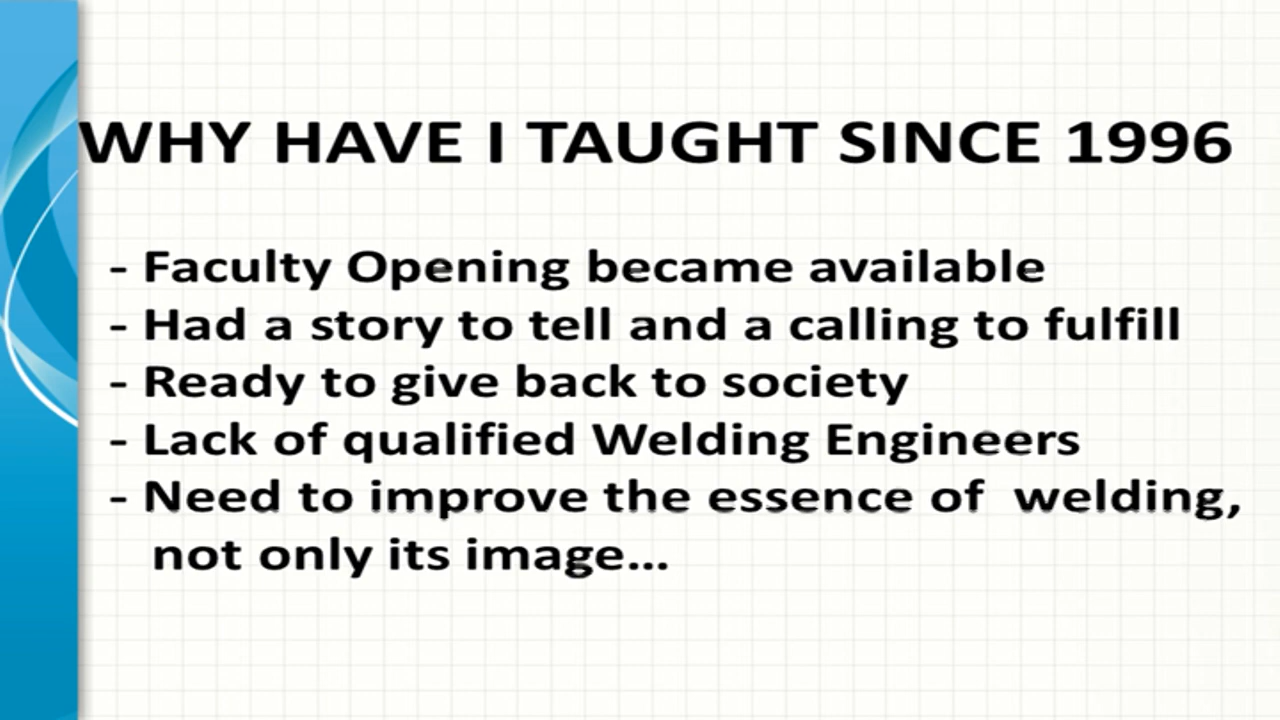 WHY HAVE I TAUGHT SINCE 1996
- Faculty Opening became available
- Had a story to tell and a calling to fulfill
- Ready to give back to society
- Lack of qualified Welding Engineers
- Need to improve the essence of  welding,
not only its image...